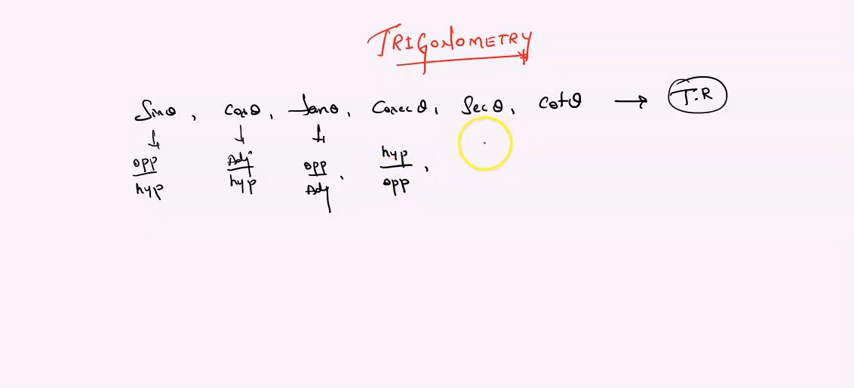 TRIGONOMETRY
Sinθ, Cosθ, Tanθ, Cosecθ, Secθ, Cotθ → T.R
opp/hyp Adj/hyp opp/Adj, hyp/opp,